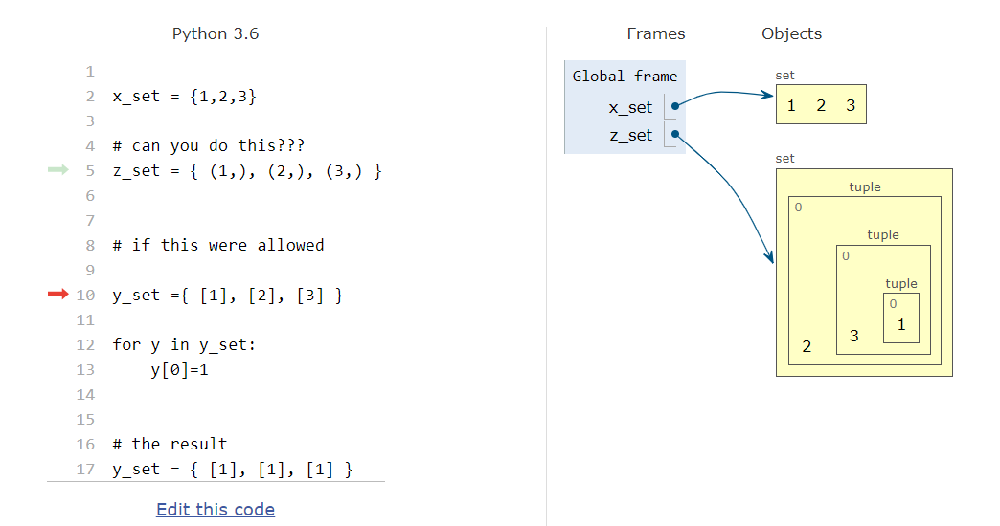 Python 3.6
1
2 x_set = {1,2,3}
3
4 # can you do this???
5 z_set = { (1,), (2,), (3,) }
6
7
8 # if this were allowed
9
10 y_set ={ [1], [2], [3] }
11
12 for y in y_set:
13     y[0]=1
14
15
16 # the result
17 y_set = { [1], [1], [1] }
Edit this code
Frames Objects
Global frame
x_set
z_set
set
1 2 3
set
tuple
0
tuple
0
tuple
0
1
3
2